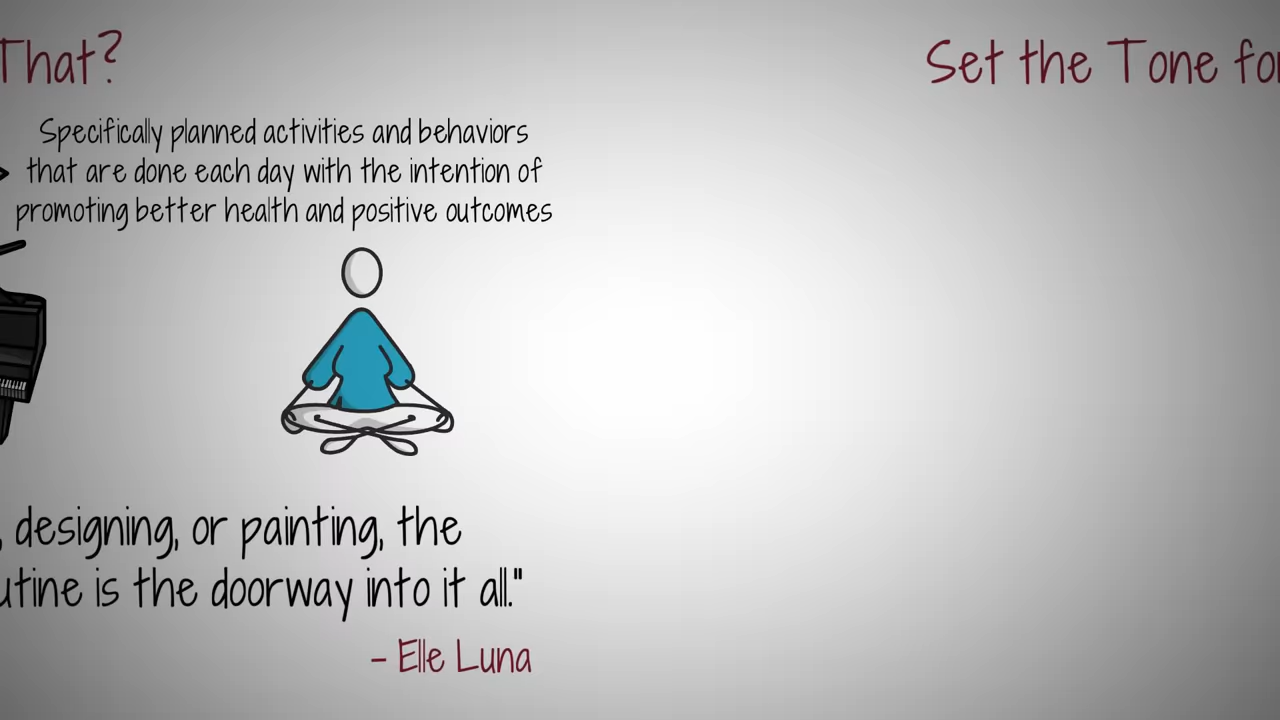 That?
Set the Tone for
Specifically planned activities and behaviors
that are done each day with the intention of
promoting better health and positive outcomes
, designing, or painting, the
utine is the doorway into it all."
- Elle Luna